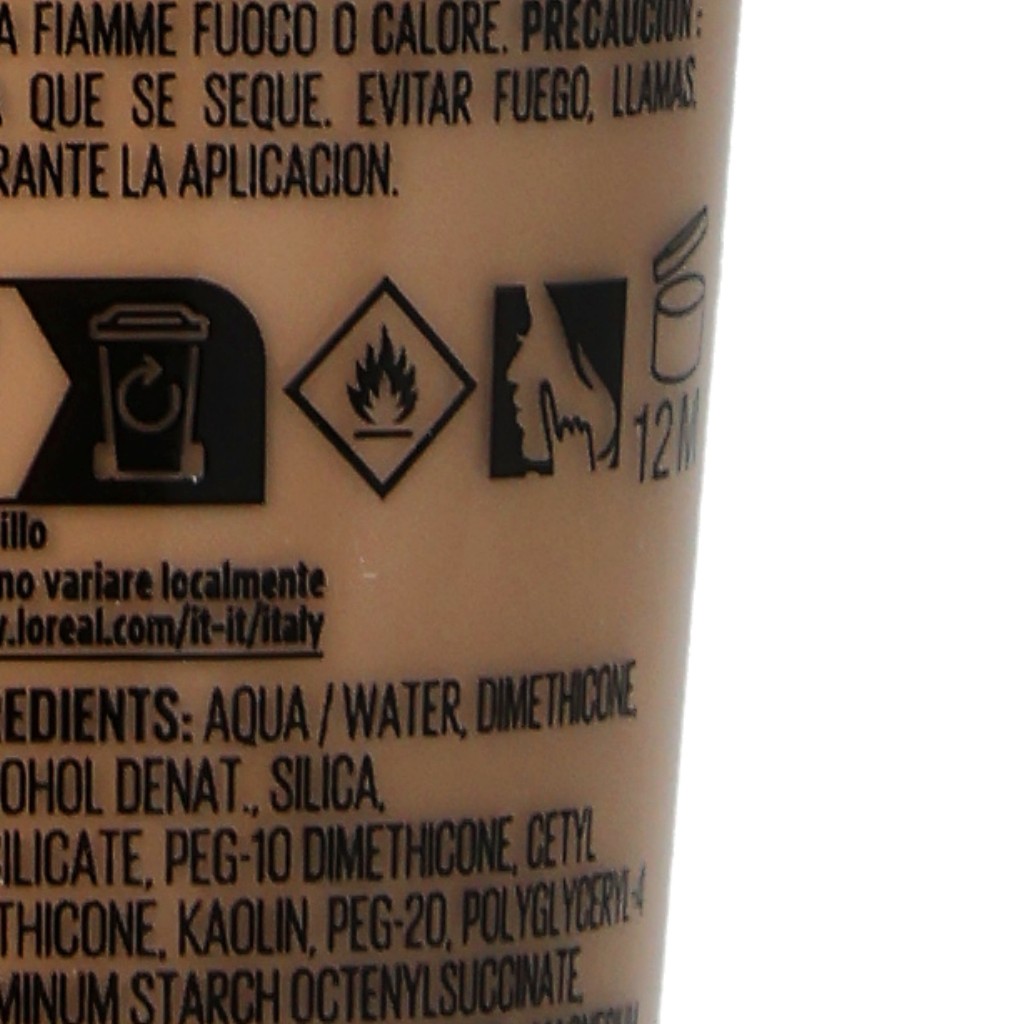 A FIAMME FUOCO O CALORE. PRECAUCION:
QUE SE SEQUE. EVITAR FUEGO, LLAMAS,
RANTE LA APLICACION.
12M
illo
no variare localmente
.loreal.com/it-it/italy
REDIENTS: AQUA / WATER, DIMETHICONE,
OHOL DENAT., SILICA,
ILICATE, PEG-10 DIMETHICONE, CETYL
THICONE, KAOLIN, PEG-20, POLYGLYCERYL-4
MINUM STARCH OCTENYLSUCCINATE,